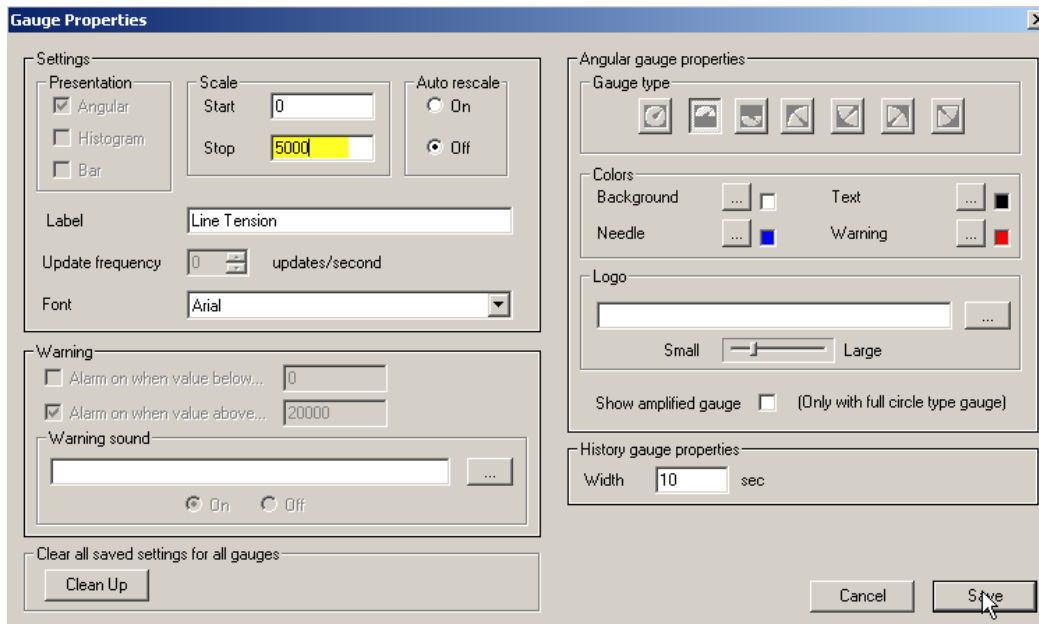 Gauge Properties
Settings
Presentation
Angular
Histogram
Bar
Scale
Start 0
Stop 5000
Auto rescale
On
Off
Label Line Tension
Update frequency 0 updates/second
Font Arial
Warning
Alarm on when value below... 0
Alarm on when value above... 20000
Warning sound
...
On Off
Clear all saved settings for all gauges
Clean Up
Angular gauge properties
Gauge type
Colors
Background ... Text ...
Needle ... Warning ...
Logo
...
Small Large
Show amplified gauge (Only with full circle type gauge)
History gauge properties
Width 10 sec
Cancel Save